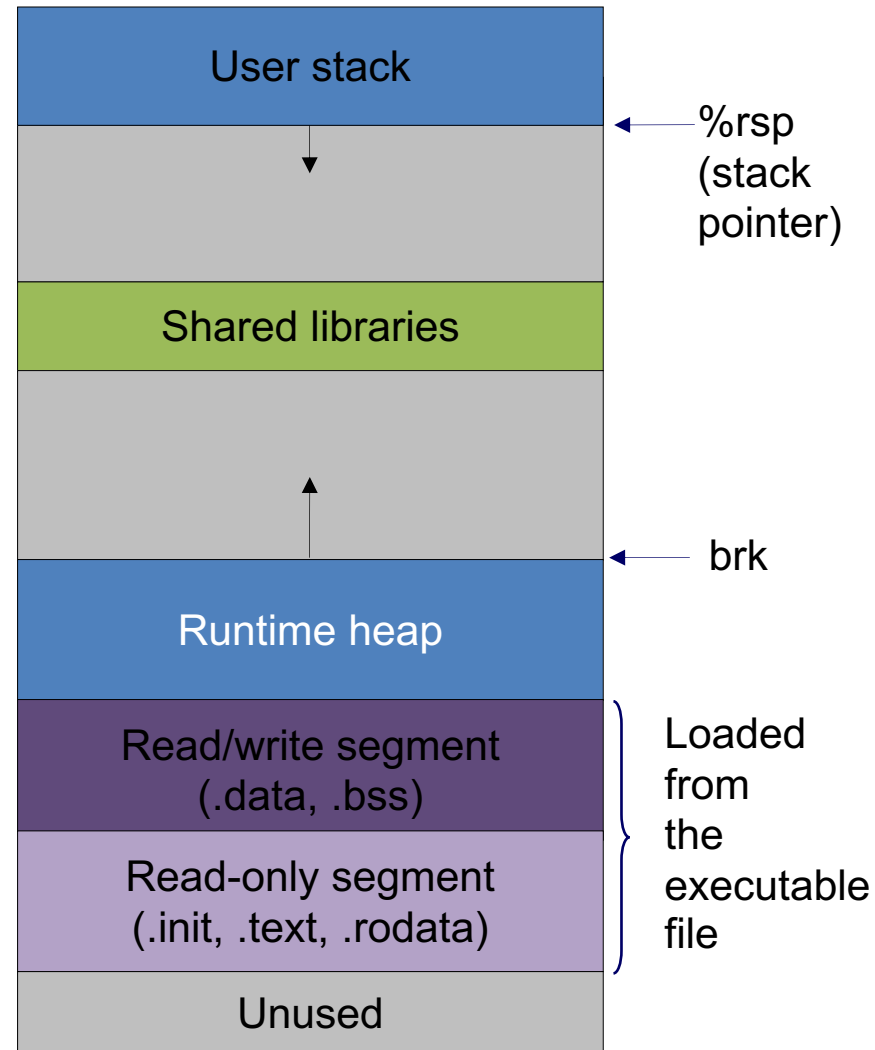 User stack
%rsp
(stack
pointer)
Shared libraries
brk
Runtime heap
Read/write segment
(.data, .bss)
Loaded
from
the
executable
file
Read-only segment
(.init, .text, .rodata)
Unused